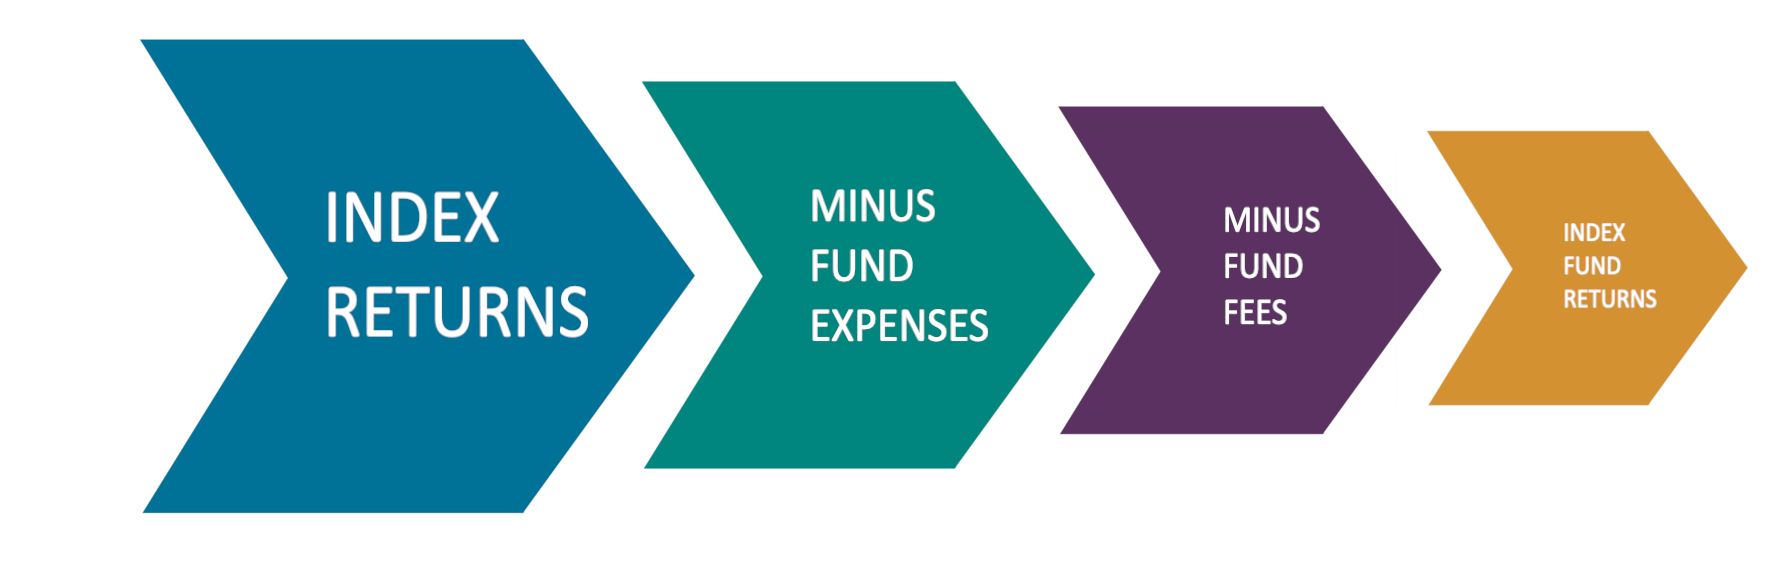 INDEX
RETURNS
MINUS
FUND
EXPENSES
MINUS
FUND
FEES
INDEX
FUND
RETURNS